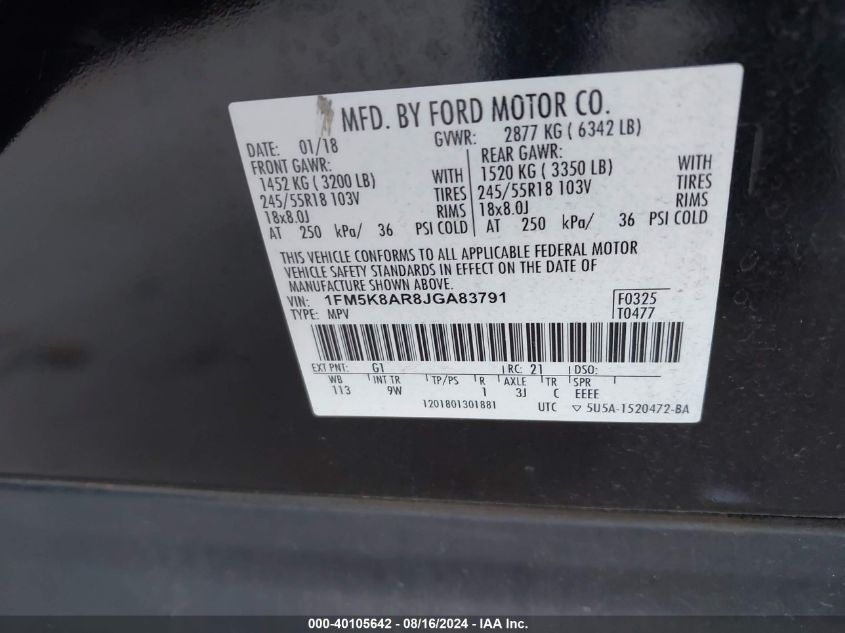 MFD. BY FORD MOTOR CO.
DATE: 01/18 GVWR: 2877 KG ( 6342 LB)
FRONT GAWR: REAR GAWR:
1452 KG ( 3200 LB) WITH 1520 KG ( 3350 LB) WITH
245/55R18 103V TIRES 245/55R18 103V TIRES
18x8.0J RIMS 18x8.0J RIMS
AT 250 kPa/ 36 PSI COLD AT 250 kPa/ 36 PSI COLD
THIS VEHICLE CONFORMS TO ALL APPLICABLE FEDERAL MOTOR
VEHICLE SAFETY STANDARDS IN EFFECT ON THE DATE OF
MANUFACTURE SHOWN ABOVE.
VIN: 1FM5K8AR8JGA83791 F0325
TYPE: MPV T0477
EXT PNT: G1 RC: 21 DSO:
WB INT TR TP/PS R AXLE TR SPR
113 9W 1 3J C EEEE
1201801301881 UTC ▽ 5U5A-1520472-BA
000-40105642 - 08/16/2024 - IAA Inc.